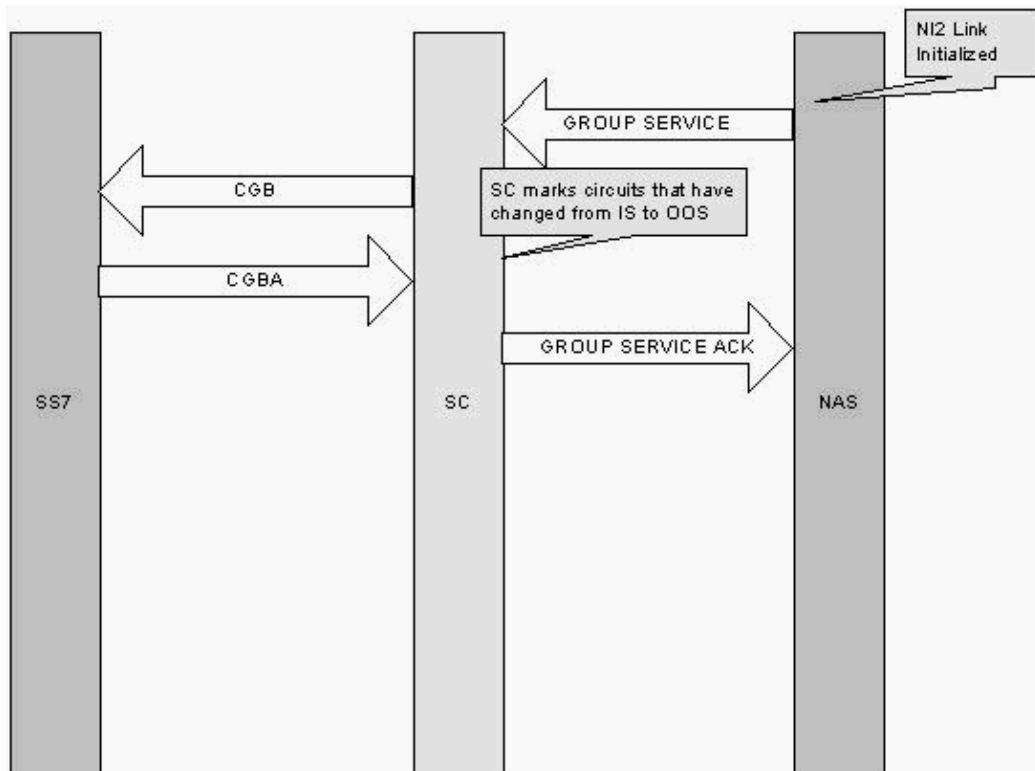 NI2 Link
Initialized
GROUP SERVICE
CGB
SC marks circuits that have
changed from IS to OOS
CGBA
GROUP SERVICE ACK
SS7
SC
NAS